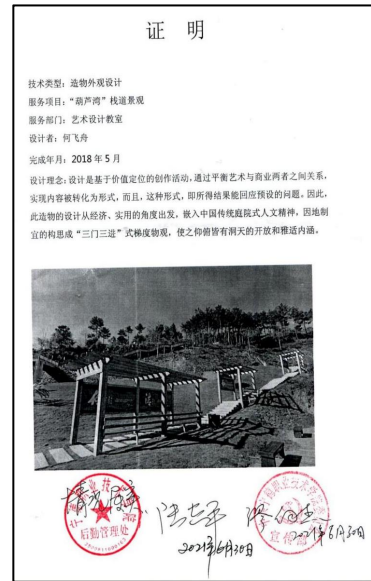 证 明
技术类型：造物外观设计
服务项目：“葫芦湾”栈道景观
服务部门：艺术设计教室
设计者：何飞舟
完成年月：2018 年 5 月
设计理念：设计是基于价值定位的创作活动，通过平衡艺术与商业两者之间关系，
实现内容被转化为形式，而且，这种形式，即所得结果能回应预设的问题。因此，
此造物的设计从经济、实用的角度出发，嵌入中国传统庭院式人文精神，因地制
宜的构思成“三门三进”式梯度物观，使之仰俯皆有洞天的开放和雅适内涵。
情况属实
后勤管理处
2021年6月30日
宣传部
2021年6月30日